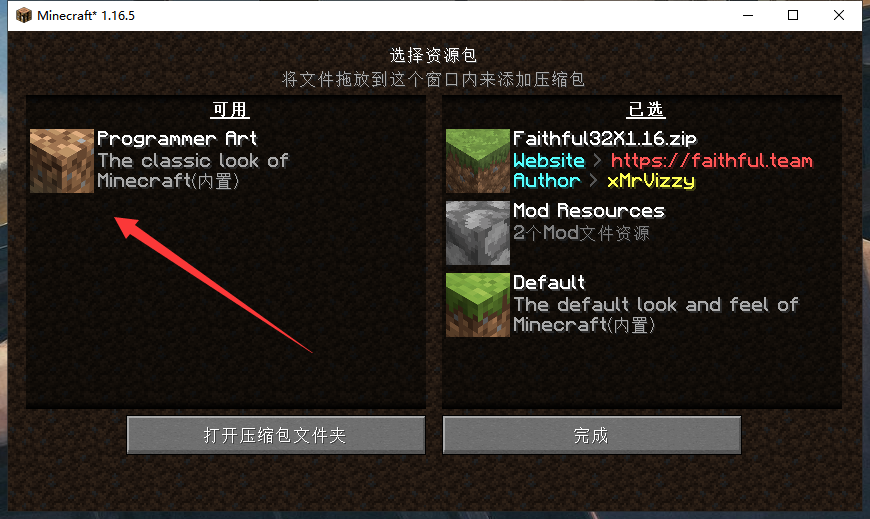 Minecraft* 1.16.5
选择资源包
将文件拖放到这个窗口内来添加压缩包
可用
Programmer Art
The classic look of
Minecraft(内置)
已选
Faithful32X1.16.zip
Website > https://faithful.team
Author > xMrVizzy
Mod Resources
2个Mod文件资源
Default
The default look and feel of
Minecraft(内置)
打开压缩包文件夹
完成